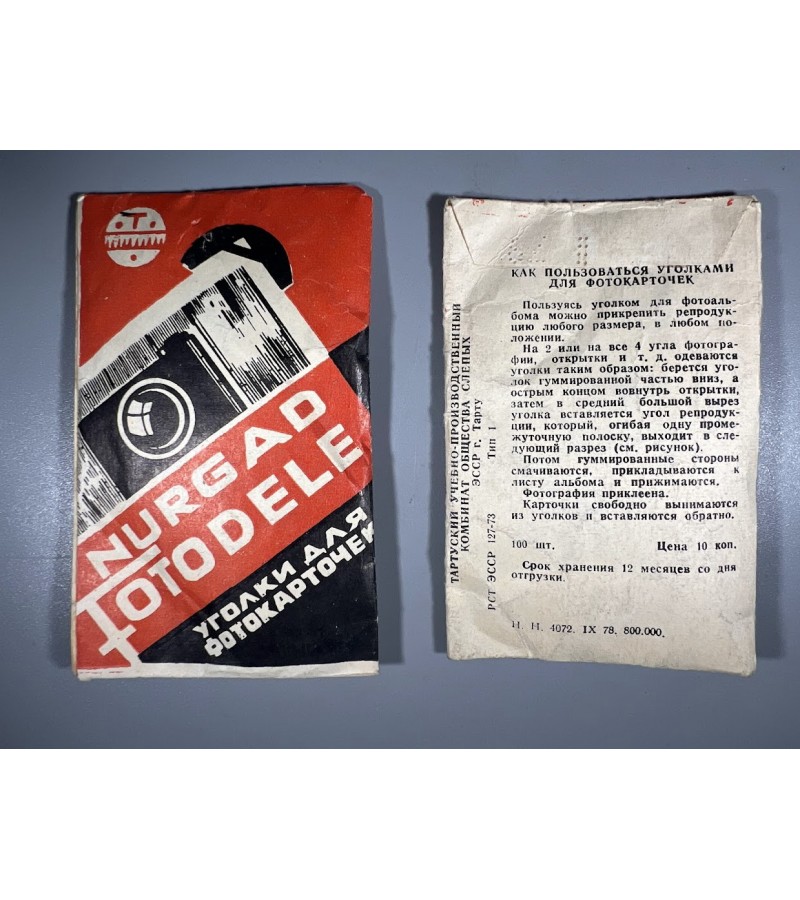 Т
NURGAD
FOTODELE
УГОЛКИ ДЛЯ
ФОТОКАРТОЧЕК
ТАРТУСКИЙ УЧЕБНО-ПРОИЗВОДСТВЕННЫЙ
КОМБИНАТ ОБЩЕСТВА СЛЕПЫХ
ЭССР г. Тарту
РСТ ЭССР 127-73 Тип I
КАК ПОЛЬЗОВАТЬСЯ УГОЛКАМИ
ДЛЯ ФОТОКАРТОЧЕК
Пользуясь уголком для фотоаль-
бома можно прикрепить репродук-
цию любого размера, в любом по-
ложении.
На 2 или на все 4 угла фотогра-
фии, открытки и т. д. одеваются
уголки таким образом: берется уго-
лок гуммированной частью вниз, а
острым концом вовнутрь открытки,
затем в средний большой вырез
уголка вставляется угол репродук-
ции, который, огибая одну проме-
жуточную полоску, выходит в сле-
дующий разрез (см. рисунок).
Потом гуммированные стороны
смачиваются, прикладываются к
листу альбома и прижимаются.
Фотография приклеена.
Карточки свободно вынимаются
из уголков и вставляются обратно.
100 шт. Цена 10 коп.
Срок хранения 12 месяцев со дня
отгрузки.
Н. Н. 4072. IX 78. 800.000.